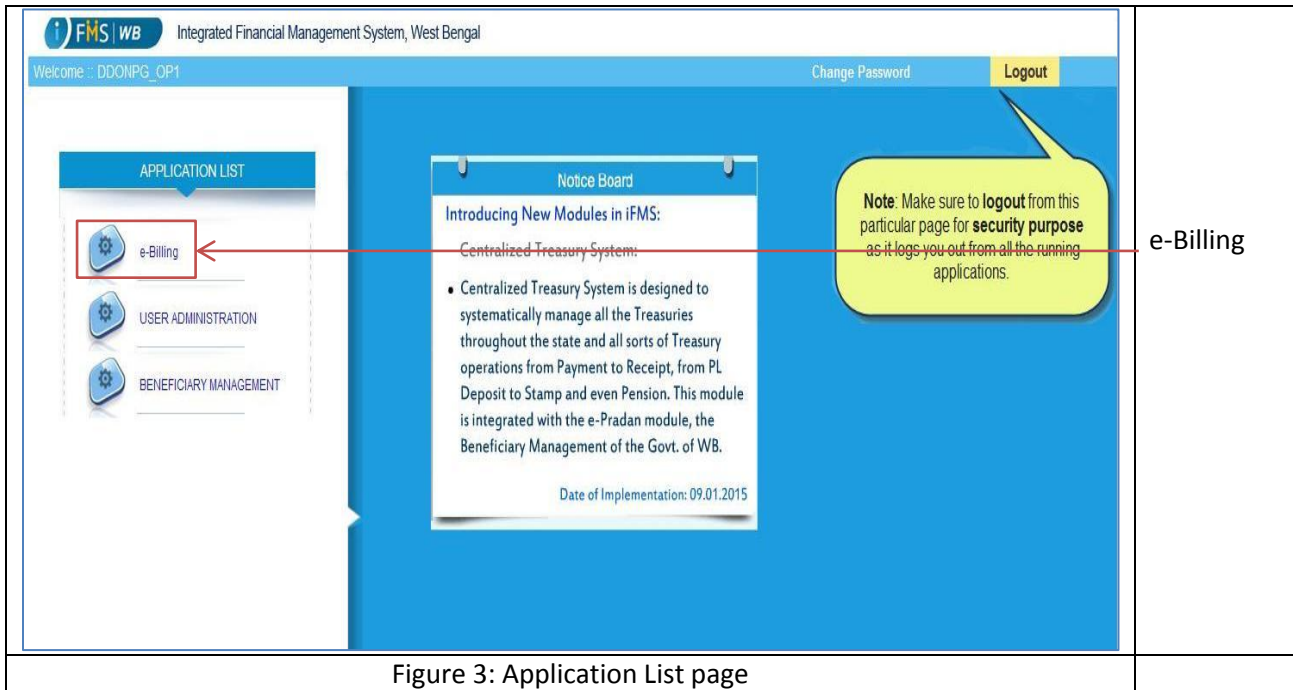 i FMS | WB
Integrated Financial Management System, West Bengal
Welcome :: DDONPG_OP1
Change Password
Logout
APPLICATION LIST
e-Billing
USER ADMINISTRATION
BENEFICIARY MANAGEMENT
Notice Board
Introducing New Modules in iFMS:
Centralized Treasury System:
• Centralized Treasury System is designed to
systematically manage all the Treasuries
throughout the state and all sorts of Treasury
operations from Payment to Receipt, from PL
Deposit to Stamp and even Pension. This module
is integrated with the e-Pradan module, the
Beneficiary Management of the Govt. of WB.
Date of Implementation: 09.01.2015
Note: Make sure to logout from this
particular page for security purpose
as it logs you out from all the running
applications.
e-Billing
Figure 3: Application List page